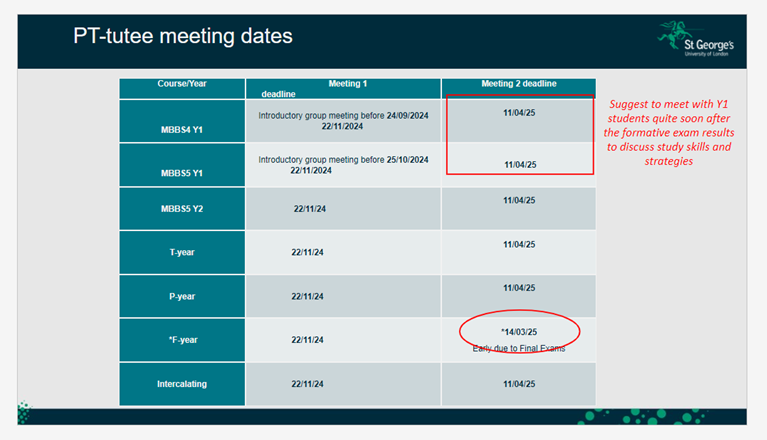 PT-tutee meeting dates
St George's
University of London
Course/Year
Meeting 1
deadline
Meeting 2 deadline
MBBS4 Y1
Introductory group meeting before 24/09/2024
22/11/2024
11/04/25
MBBS5 Y1
Introductory group meeting before 25/10/2024
22/11/2024
11/04/25
MBBS5 Y2
22/11/24
11/04/25
T-year
22/11/24
11/04/25
P-year
22/11/24
11/04/25
*F-year
22/11/24
*14/03/25
Early due to Final Exams
Intercalating
22/11/24
11/04/25
Suggest to meet with Y1
students quite soon after
the formative exam results
to discuss study skills and
strategies